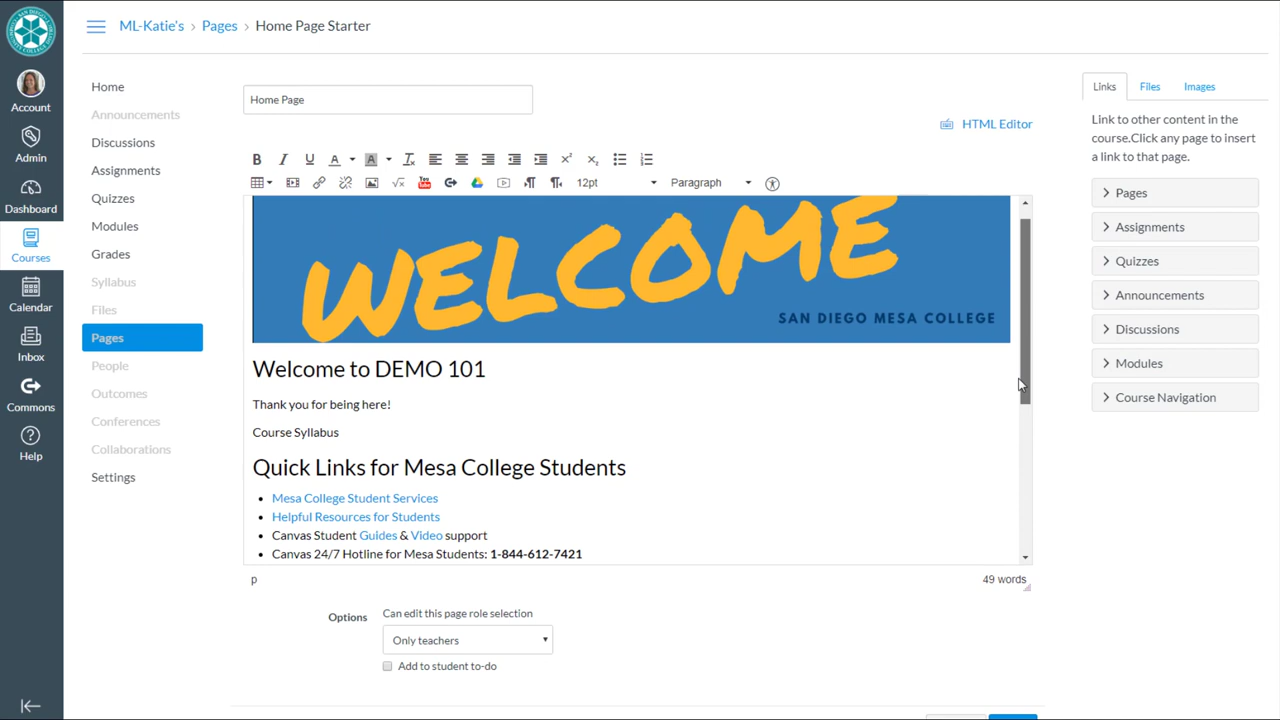 ML-Katie's › Pages › Home Page Starter
Account
Admin
Dashboard
Courses
Calendar
Inbox
Commons
Help
Home
Announcements
Discussions
Assignments
Quizzes
Modules
Grades
Syllabus
Files
Pages
People
Outcomes
Conferences
Collaborations
Settings
Home Page
HTML Editor
12pt Paragraph
WELCOME
SAN DIEGO MESA COLLEGE
Welcome to DEMO 101
Thank you for being here!
Course Syllabus
Quick Links for Mesa College Students
• Mesa College Student Services
• Helpful Resources for Students
• Canvas Student Guides & Video support
• Canvas 24/7 Hotline for Mesa Students: 1-844-612-7421
p 49 words
Options
Can edit this page role selection
Only teachers
Add to student to-do
Links Files Images
Link to other content in the
course.Click any page to insert
a link to that page.
Pages
Assignments
Quizzes
Announcements
Discussions
Modules
Course Navigation